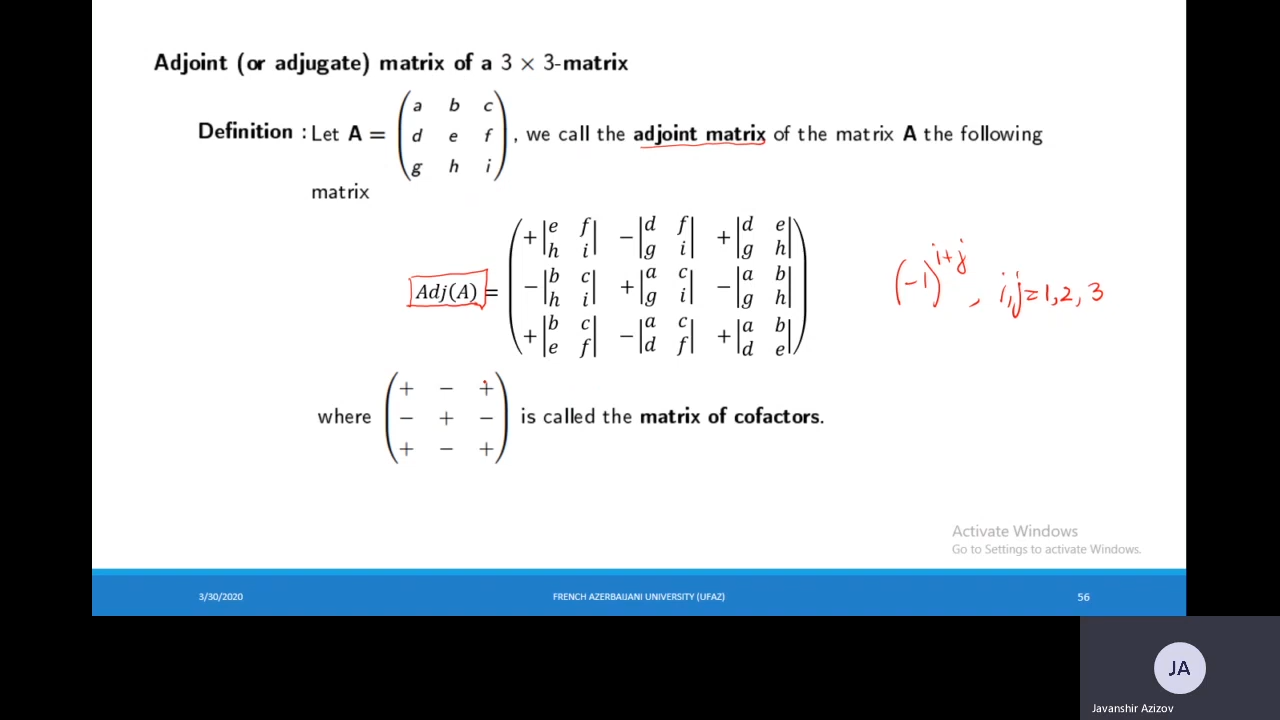 Adjoint (or adjugate) matrix of a 3 × 3-matrix
a b c
Definition : Let A = d e f , we call the adjoint matrix of the matrix A the following
g h i
matrix
+|e f| −|d f| +|d e|
|h i| |g i| |g h|
Adj(A) = −|b c| +|a c| −|a b|
|h i| |g i| |g h|
+|b c| −|a c| +|a b|
|e f| |d f| |d e|
(−1)^{i+j}, i,j=1,2,3
+ − +
where − + − is called the matrix of cofactors.
+ − +
Activate Windows
Go to Settings to activate Windows.
3/30/2020 FRENCH AZERBAIJANI UNIVERSITY (UFAZ) 56
JA
Javanshir Azizov